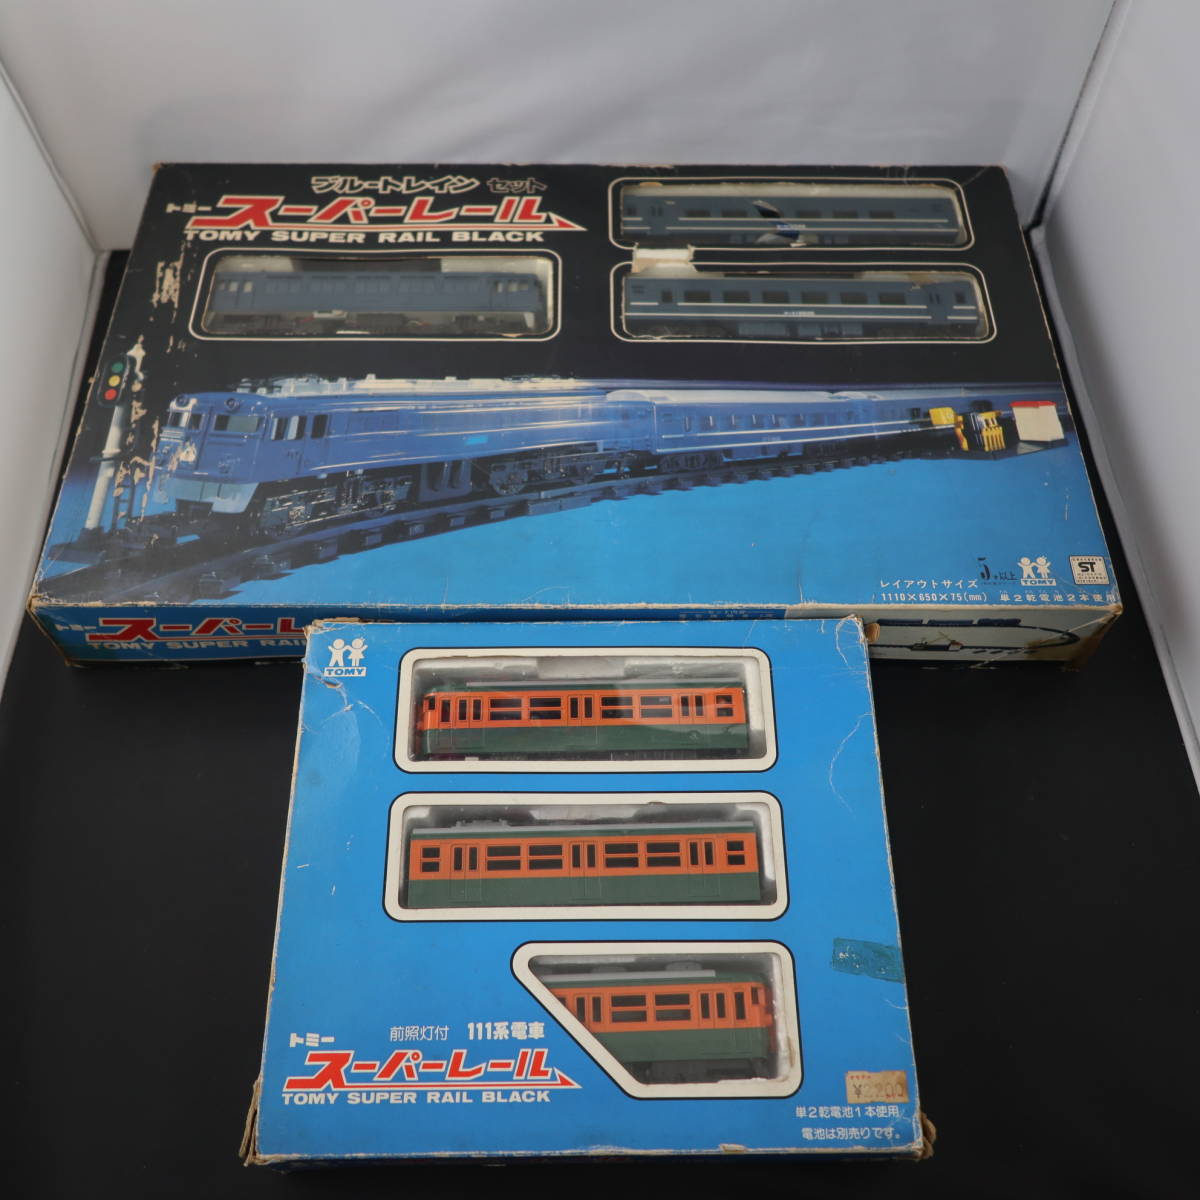 ブルートレイン セット
トミー
スーパーレール
TOMY SUPER RAIL BLACK
レイアウトサイズ
1110×650×75(mm)
5才以上
TOMY
ST
単2乾電池2本使用
トミー
スーパーレール
TOMY SUPER RAIL
TOMY
前照灯付 111系電車
トミー
スーパーレール
TOMY SUPER RAIL BLACK
¥2200
単2乾電池1本使用
電池は別売りです。